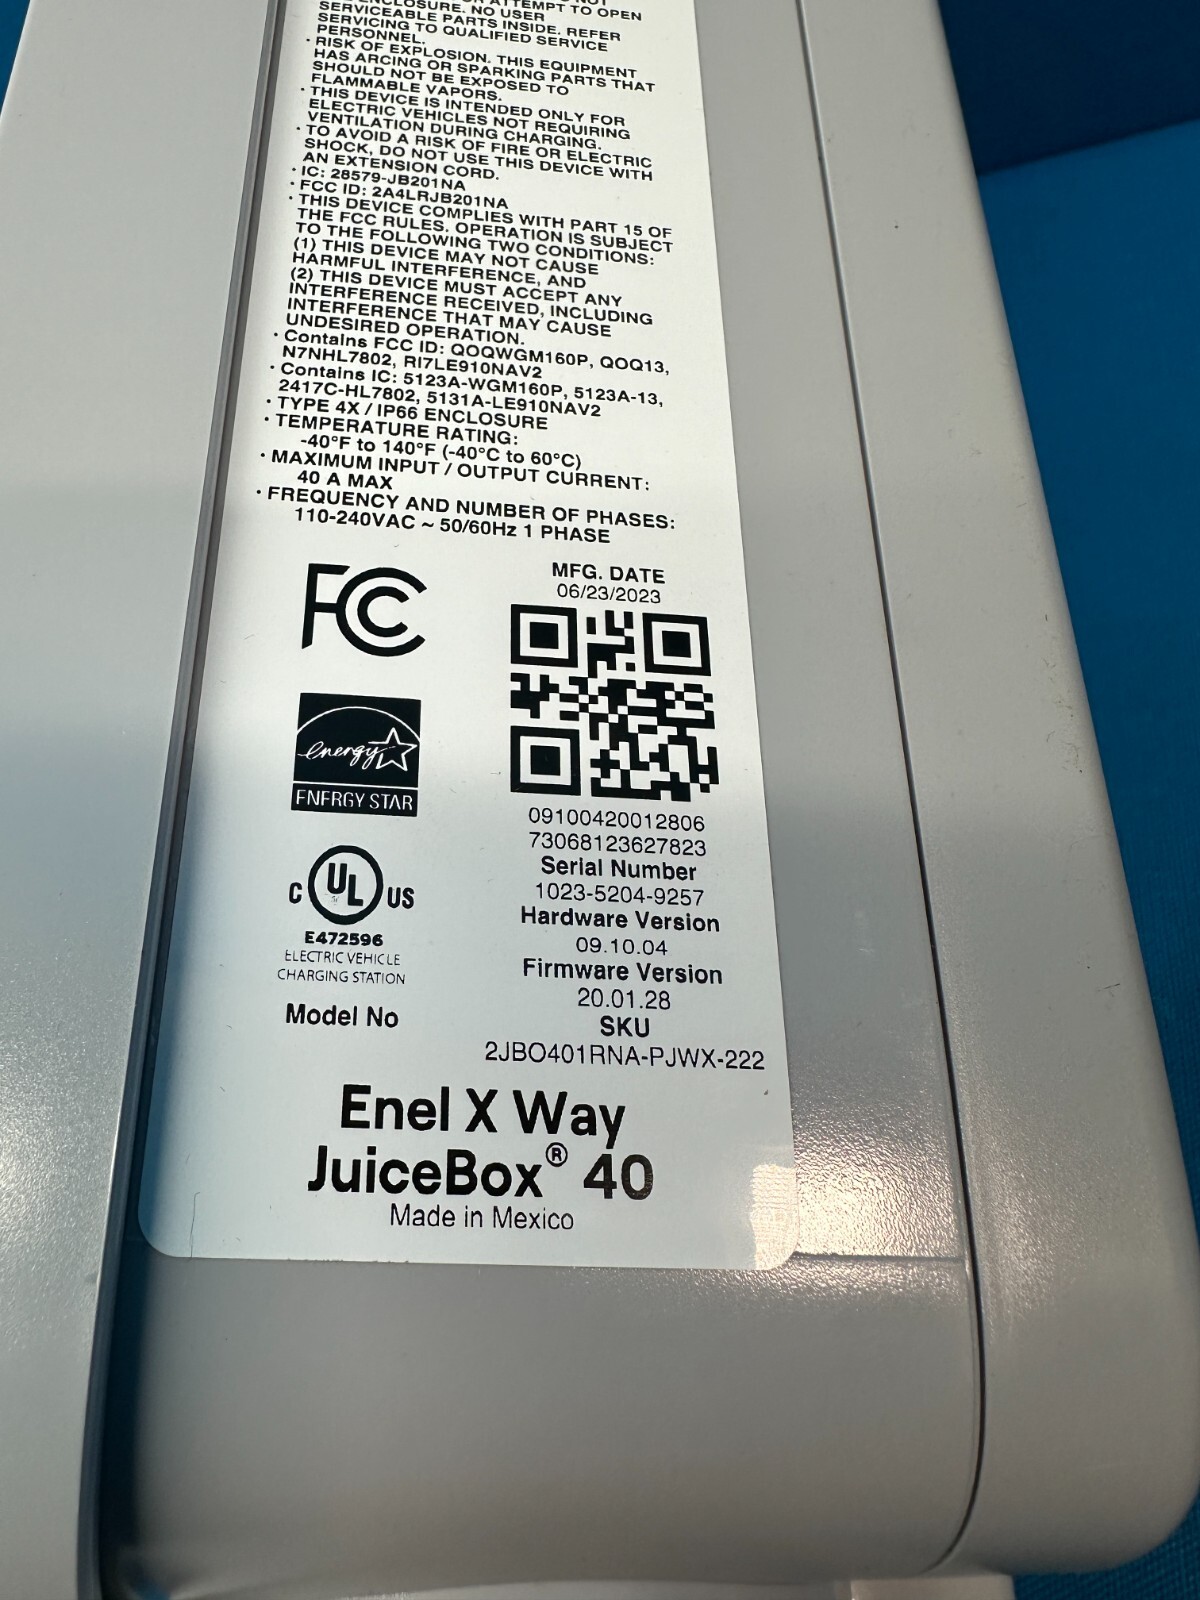 ATTEMPT TO OPEN
ENCLOSURE. NO USER
SERVICEABLE PARTS INSIDE. REFER
SERVICING TO QUALIFIED SERVICE
PERSONNEL.
· RISK OF EXPLOSION. THIS EQUIPMENT
HAS ARCING OR SPARKING PARTS THAT
SHOULD NOT BE EXPOSED TO
FLAMMABLE VAPORS.
· THIS DEVICE IS INTENDED ONLY FOR
ELECTRIC VEHICLES NOT REQUIRING
VENTILATION DURING CHARGING.
· TO AVOID A RISK OF FIRE OR ELECTRIC
SHOCK, DO NOT USE THIS DEVICE WITH
AN EXTENSION CORD.
· IC: 28579-JB201NA
· FCC ID: 2A4LRJB201NA
· THIS DEVICE COMPLIES WITH PART 15 OF
THE FCC RULES. OPERATION IS SUBJECT
TO THE FOLLOWING TWO CONDITIONS:
(1) THIS DEVICE MAY NOT CAUSE
HARMFUL INTERFERENCE, AND
(2) THIS DEVICE MUST ACCEPT ANY
INTERFERENCE RECEIVED, INCLUDING
INTERFERENCE THAT MAY CAUSE
UNDESIRED OPERATION.
· Contains FCC ID: QOQWGM160P, QOQ13,
N7NHL7802, RI7LE910NAV2
· Contains IC: 5123A-WGM160P, 5123A-13,
2417C-HL7802, 5131A-LE910NAV2
· TYPE 4X / IP66 ENCLOSURE
· TEMPERATURE RATING:
-40°F to 140°F (-40°C to 60°C)
· MAXIMUM INPUT / OUTPUT CURRENT:
40 A MAX
· FREQUENCY AND NUMBER OF PHASES:
110-240VAC ~ 50/60Hz 1 PHASE
FC
MFG. DATE
06/23/2023
energy
ENERGY STAR
09100420012806
73068123627823
Serial Number
1023-5204-9257
Hardware Version
09.10.04
Firmware Version
20.01.28
SKU
2JBO401RNA-PJWX-222
C UL US
E472596
ELECTRIC VEHICLE
CHARGING STATION
Model No
Enel X Way
JuiceBox® 40
Made in Mexico